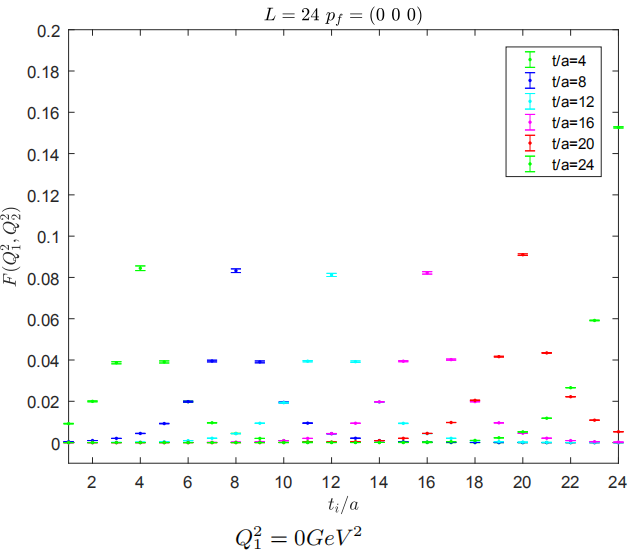 L = 24 p_f = (0 0 0)
0.2
0.18
0.16
0.14
0.12
0.1
0.08
0.06
0.04
0.02
0
F(Q_1^2, Q_2^2)
t/a=4
t/a=8
t/a=12
t/a=16
t/a=20
t/a=24
2 4 6 8 10 12 14 16 18 20 22 24
t_i/a
Q_1^2 = 0GeV^2